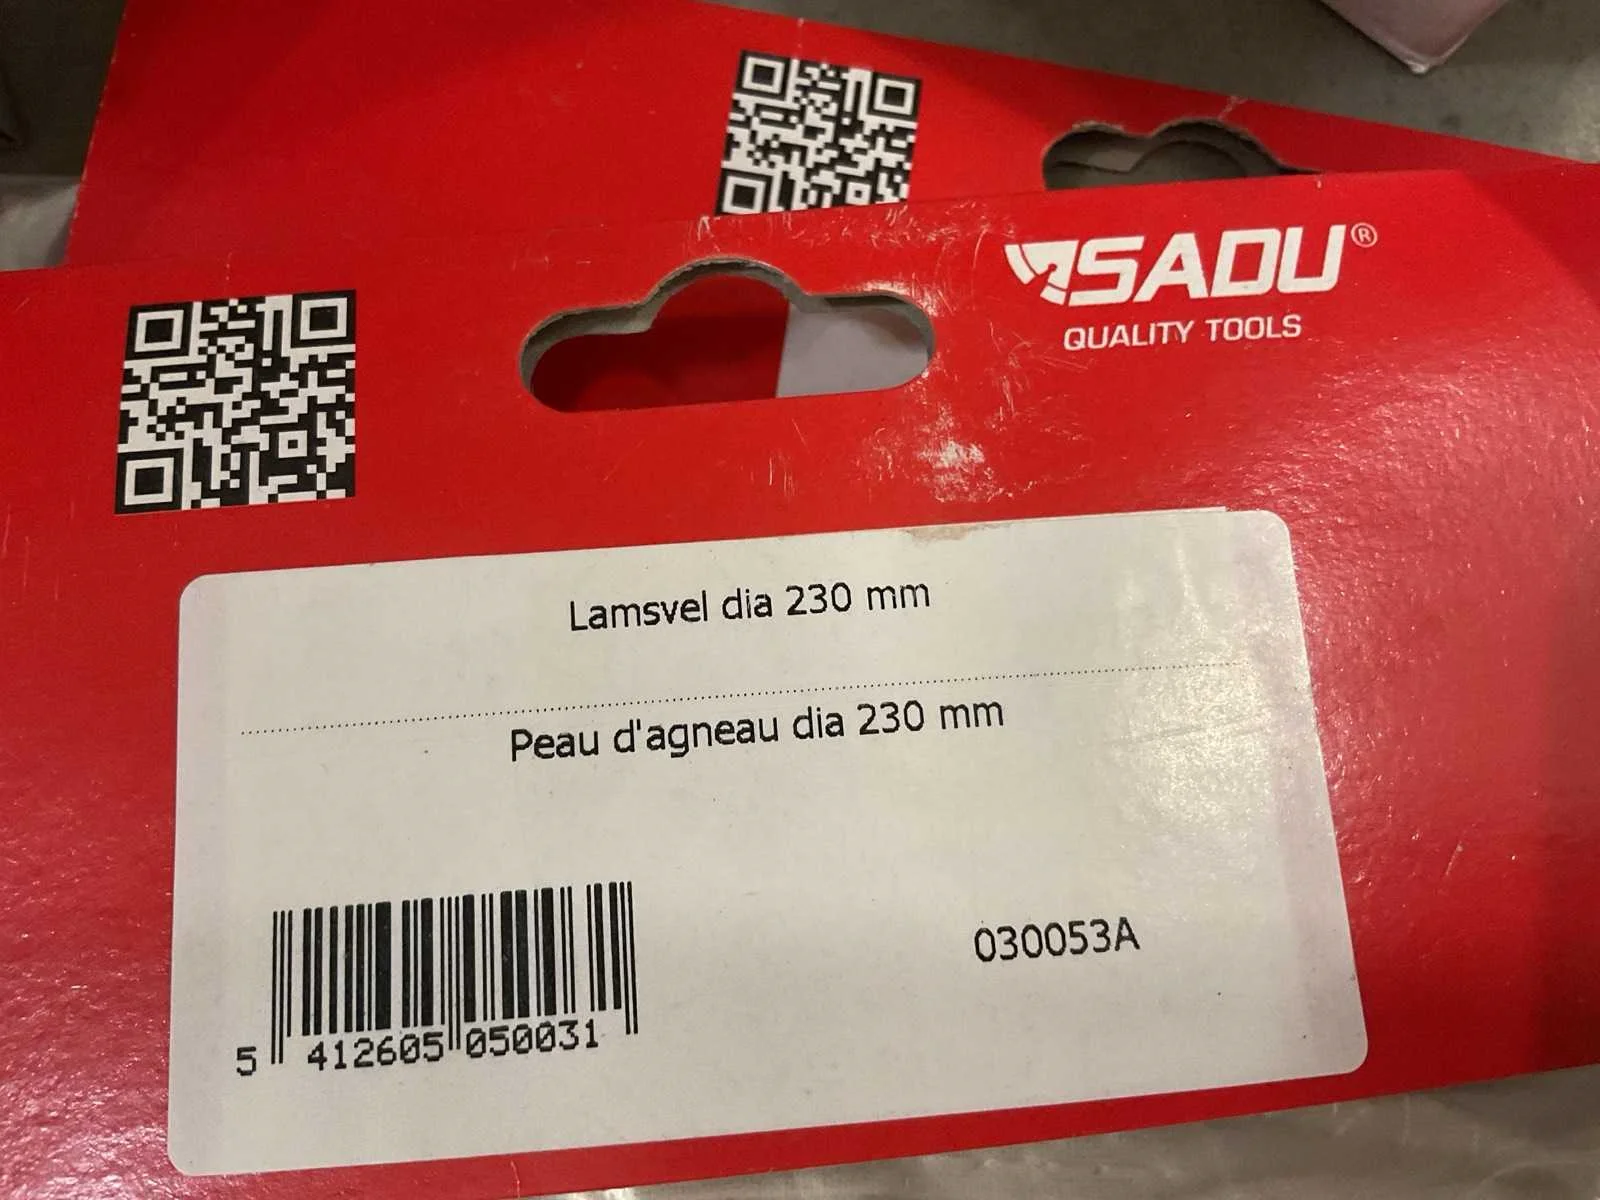 SADU®
QUALITY TOOLS
Lamsvel dia 230 mm
Peau d'agneau dia 230 mm
030053A
5 412605 050031